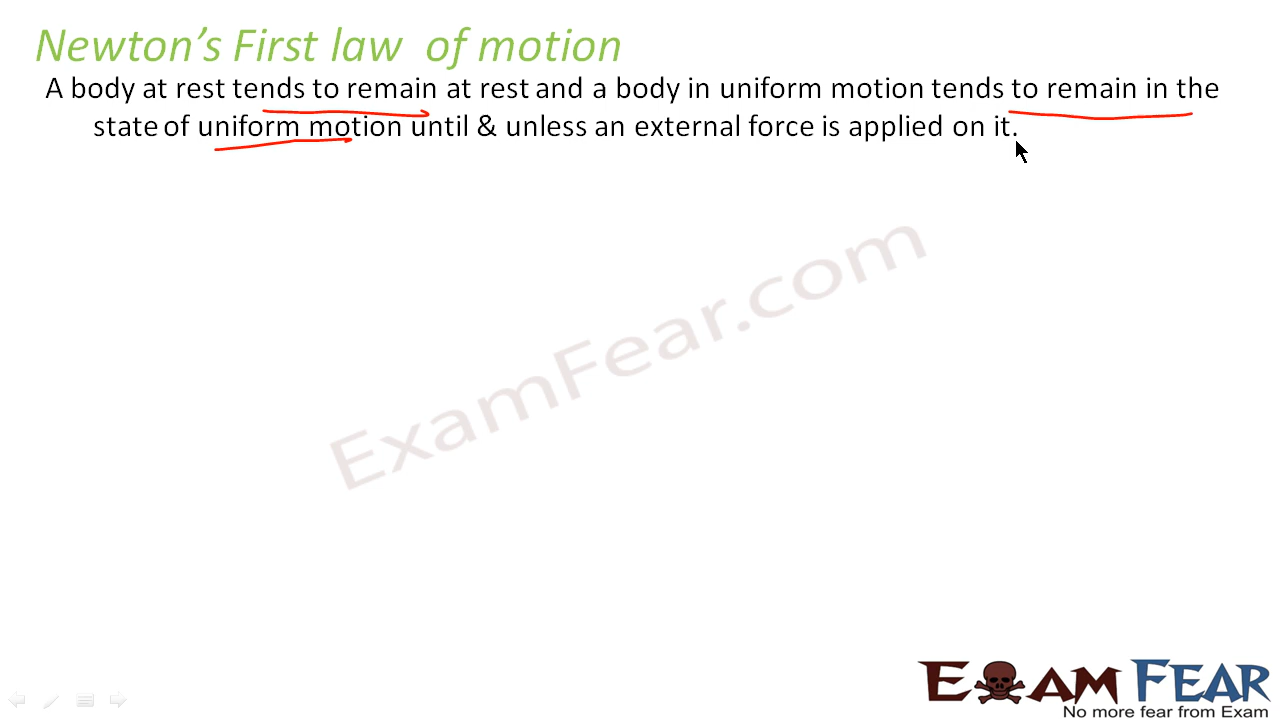 Newton’s First law of motion
A body at rest tends to remain at rest and a body in uniform motion tends to remain in the
state of uniform motion until & unless an external force is applied on it.
ExamFear.com
EXAM FEAR
No more fear from Exam